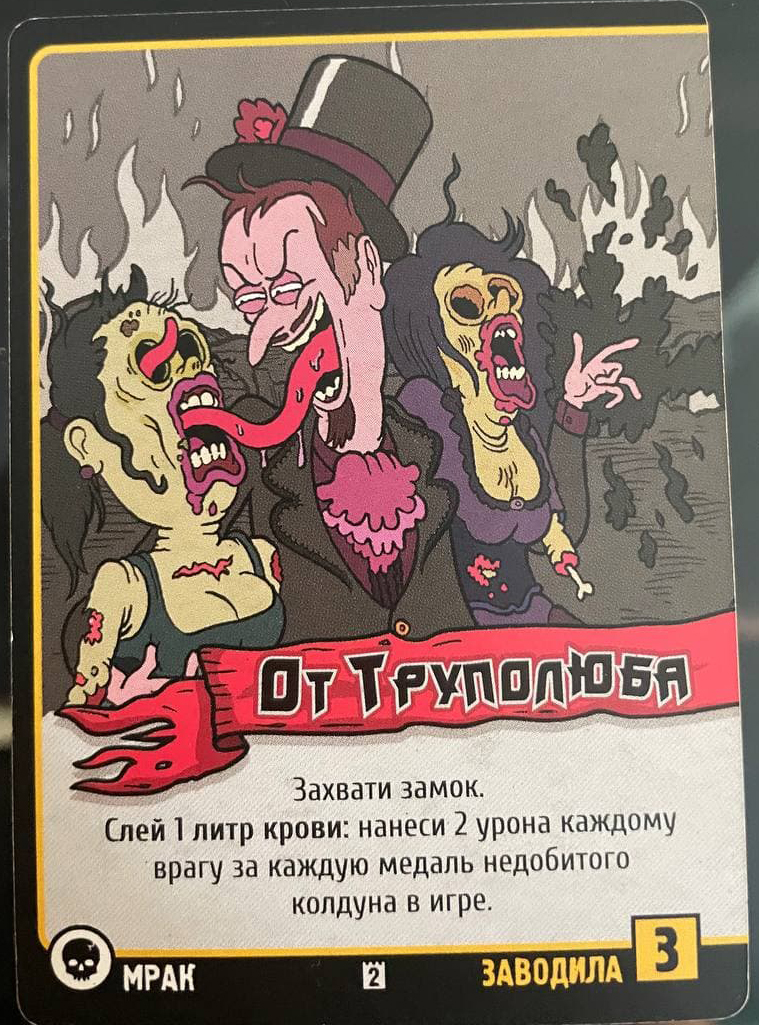 От Труполюба
Захвати замок.
Слей 1 литр крови: нанеси 2 урона каждому
врагу за каждую медаль недобитого
колдуна в игре.
МРАК 2 ЗАВОДИЛА 3